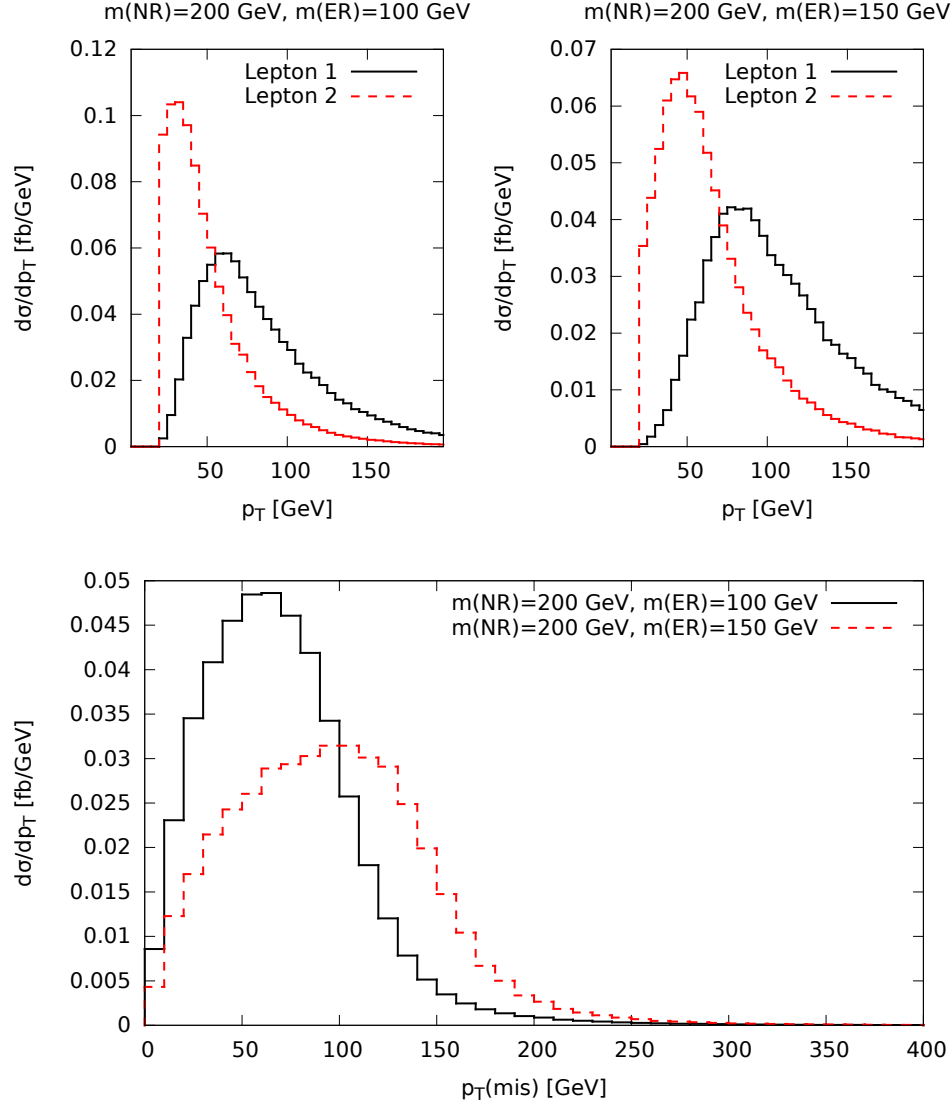 m(NR)=200 GeV, m(ER)=100 GeV
0.12
0.1
0.08
0.06
0.04
0.02
0
dσ/dpT [fb/GeV]
Lepton 1
Lepton 2
50 100 150
pT [GeV]
m(NR)=200 GeV, m(ER)=150 GeV
0.07
0.06
0.05
0.04
0.03
0.02
0.01
0
dσ/dpT [fb/GeV]
Lepton 1
Lepton 2
50 100 150
pT [GeV]
0.05
0.045
0.04
0.035
0.03
0.025
0.02
0.015
0.01
0.005
0
dσ/dpT [fb/GeV]
m(NR)=200 GeV, m(ER)=100 GeV
m(NR)=200 GeV, m(ER)=150 GeV
0 50 100 150 200 250 300 350 400
pT(mis) [GeV]